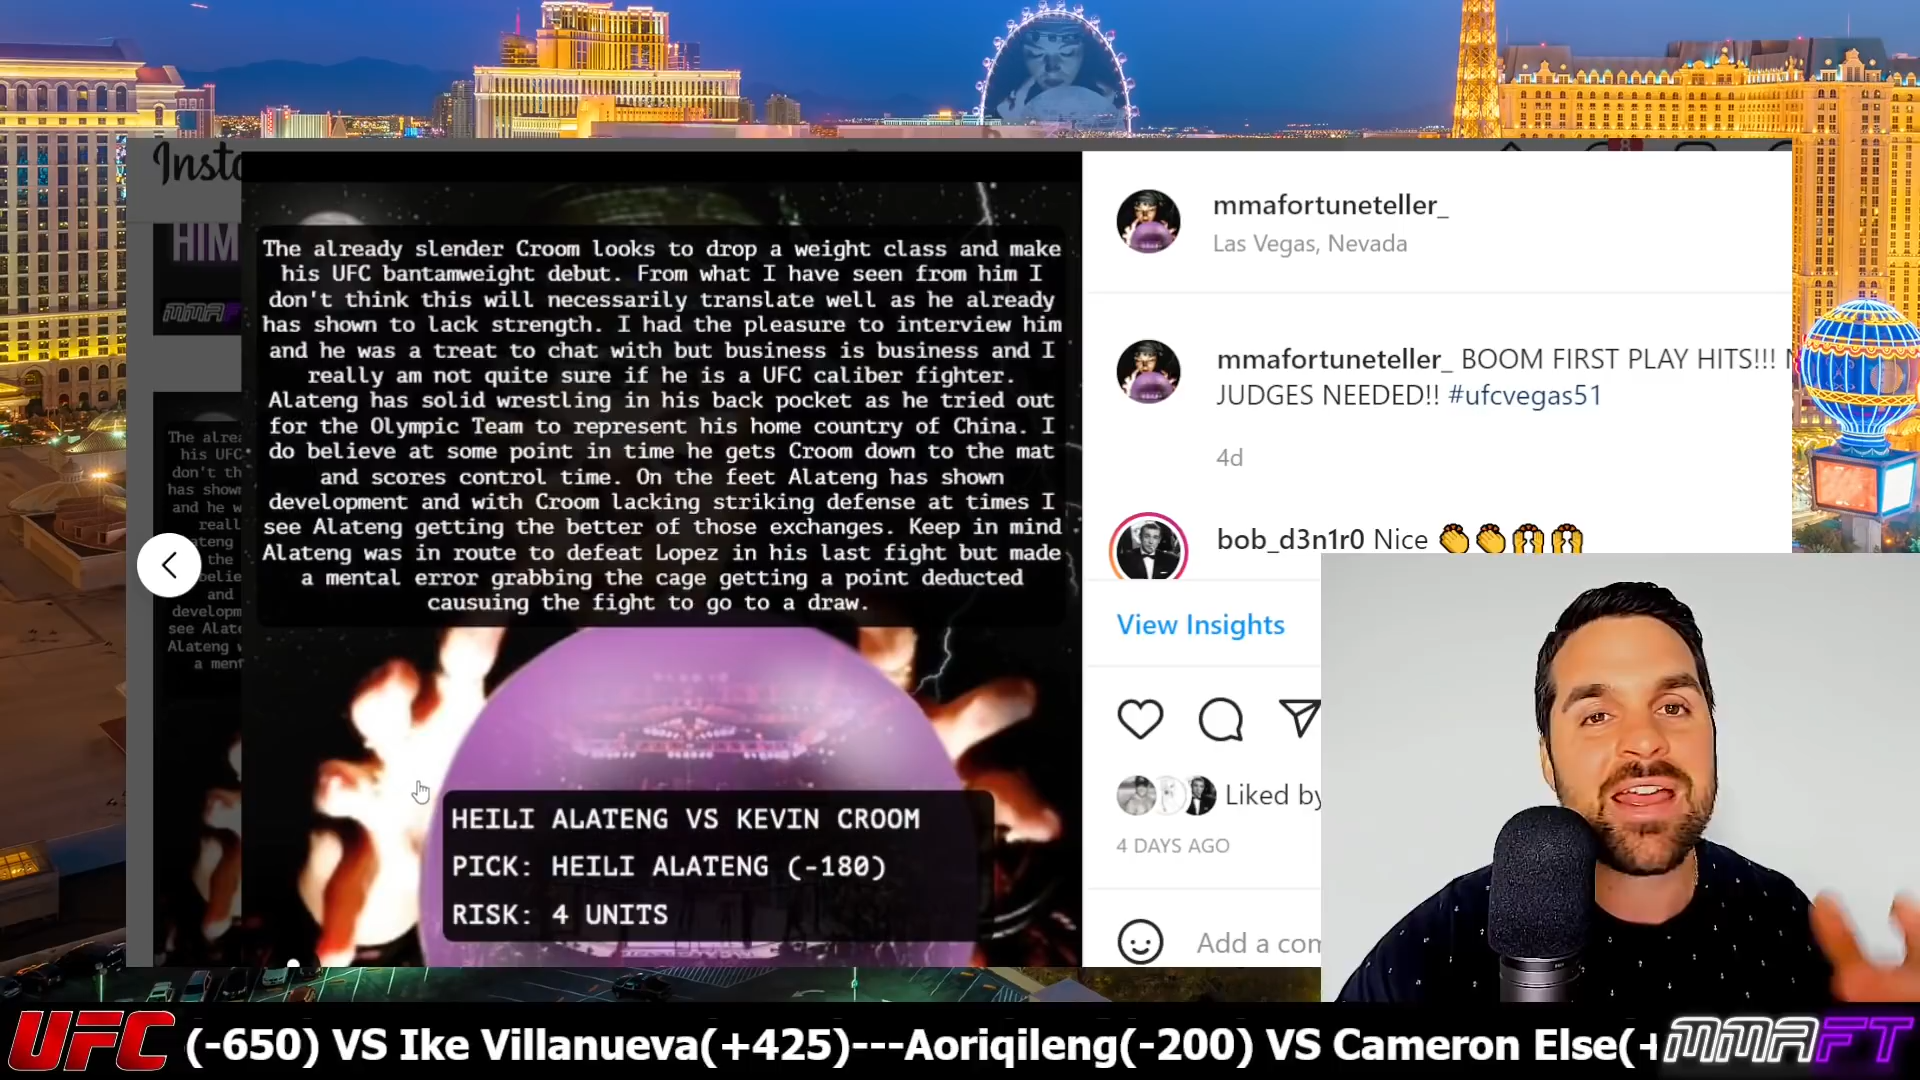 Insta
8
HIM
MMAF
The already slender Croom looks to drop a weight class and make
his UFC bantamweight debut. From what I have seen from him I
don't think this will necessarily translate well as he already
has shown to lack strength. I had the pleasure to interview him
and he was a treat to chat with but business is business and I
really am not quite sure if he is a UFC caliber fighter.
Alateng has solid wrestling in his back pocket as he tried out
for the Olympic Team to represent his home country of China. I
do believe at some point in time he gets Croom down to the mat
and scores control time. On the feet Alateng has shown
development and with Croom lacking striking defense at times I
see Alateng getting the better of those exchanges. Keep in mind
Alateng was in route to defeat Lopez in his last fight but made
a mental error grabbing the cage getting a point deducted
causuing the fight to go to a draw.
HEILI ALATENG VS KEVIN CROOM
PICK: HEILI ALATENG (-180)
RISK: 4 UNITS
mmafortuneteller_
Las Vegas, Nevada
mmafortuneteller_ BOOM FIRST PLAY HITS!!! N
JUDGES NEEDED!! #ufcvegas51
4d
bob_d3n1r0 Nice 👏👏🙌🙌
View Insights
Liked by
4 DAYS AGO
Add a com
UFC (-650) VS Ike Villanueva(+425)---Aoriqileng(-200) VS Cameron Else(+ MMAFT